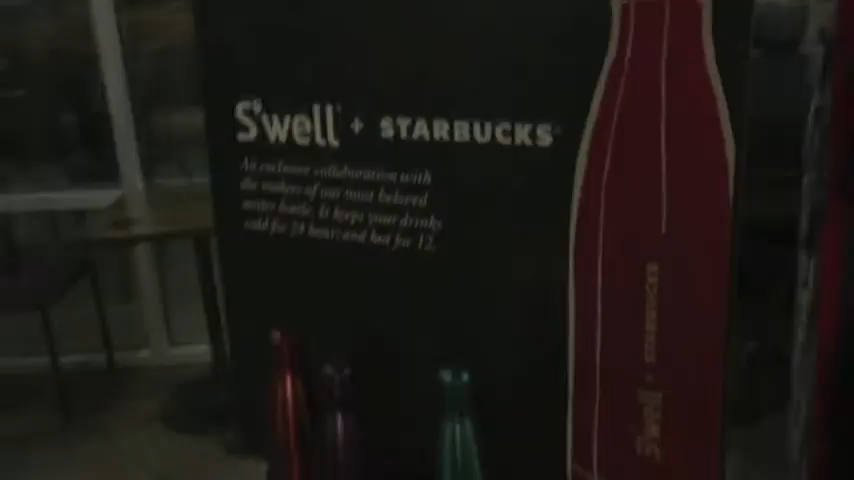 S'well + STARBUCKS
An exclusive collaboration with
the makers of our most beloved
water bottle. It keeps your drinks
cold for 24 hours and hot for 12.
S'well + STARBUCKS